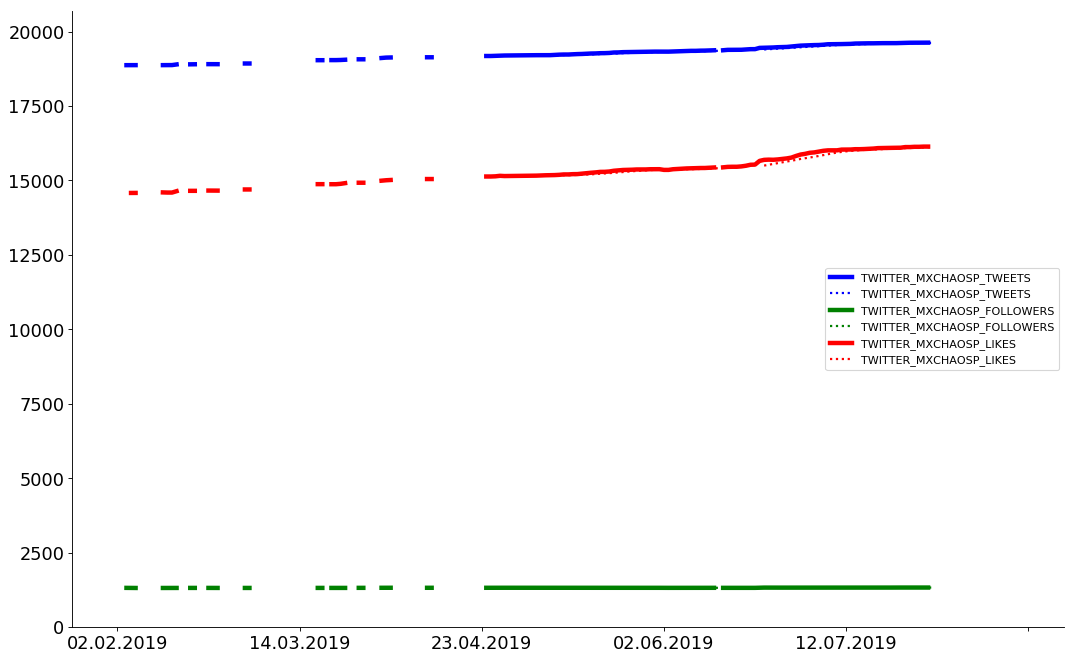 20000
17500
15000
12500
10000
7500
5000
2500
0
TWITTER_MXCHAOSP_TWEETS
TWITTER_MXCHAOSP_TWEETS
TWITTER_MXCHAOSP_FOLLOWERS
TWITTER_MXCHAOSP_FOLLOWERS
TWITTER_MXCHAOSP_LIKES
TWITTER_MXCHAOSP_LIKES
02.02.2019 14.03.2019 23.04.2019 02.06.2019 12.07.2019